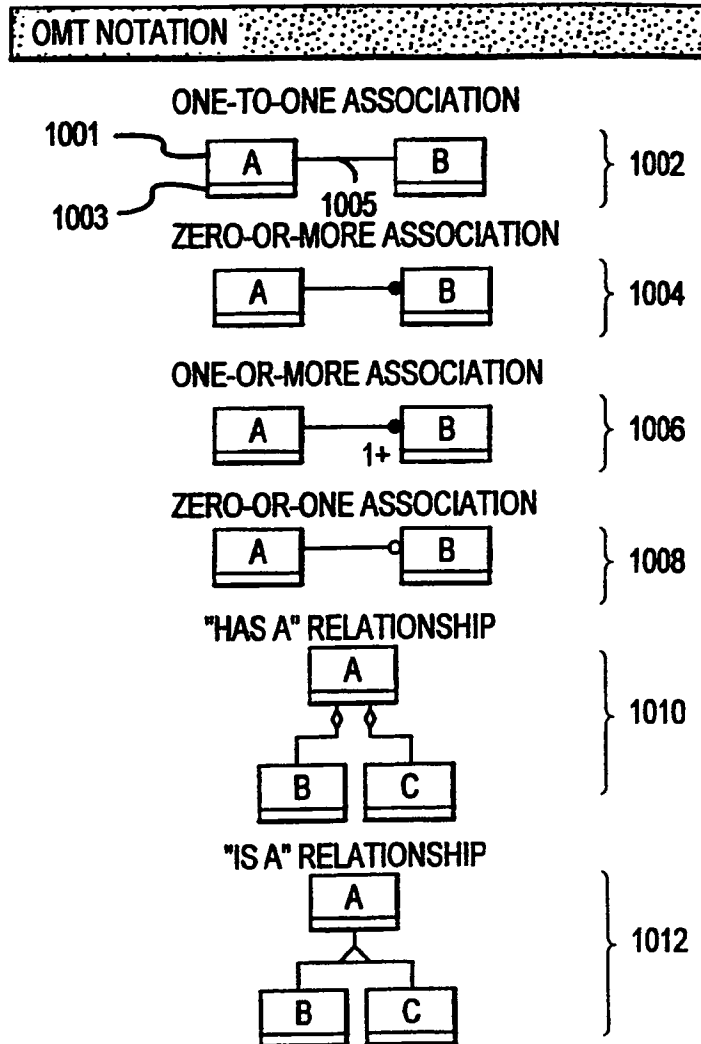 OMT NOTATION
ONE-TO-ONE ASSOCIATION
1001
A
B
1002
1003
1005
ZERO-OR-MORE ASSOCIATION
A
B
1004
ONE-OR-MORE ASSOCIATION
A
B
1006
1+
ZERO-OR-ONE ASSOCIATION
A
B
1008
"HAS A" RELATIONSHIP
A
1010
B
C
"IS A" RELATIONSHIP
A
1012
B
C